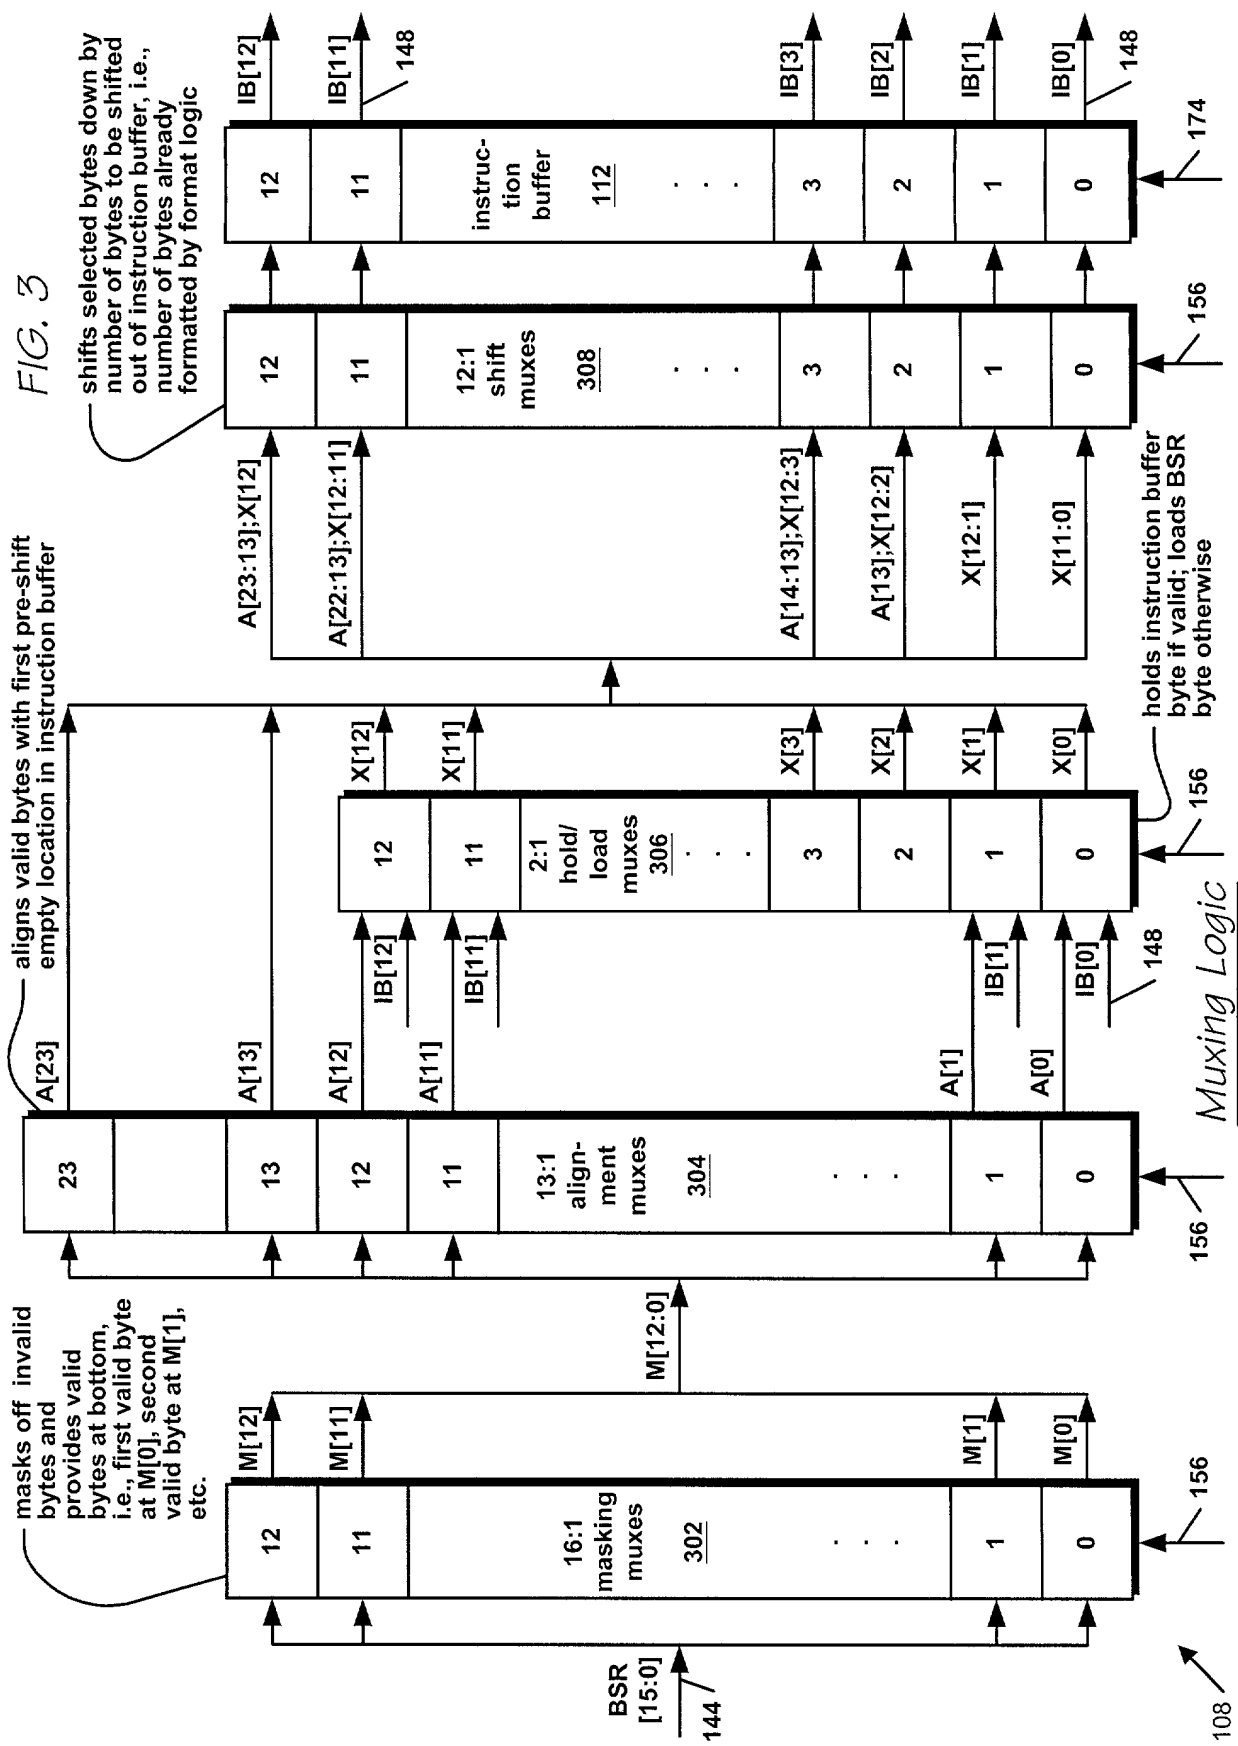 FIG. 3
masks off invalid
bytes and
provides valid
bytes at bottom,
i.e., first valid byte
at M[0], second
valid byte at M[1],
etc.
aligns valid bytes with first pre-shift
empty location in instruction buffer
shifts selected bytes down by
number of bytes to be shifted
out of instruction buffer, i.e.,
number of bytes already
formatted by format logic
BSR
[15:0]
144
12
11
16:1
masking
muxes
302
. . .
1
0
156
M[12]
M[11]
M[1]
M[0]
M[12:0]
23
13
12
11
13:1
align-
ment
muxes
304
. . .
1
0
156
A[23]
A[13]
A[12]
A[11]
A[1]
A[0]
IB[12]
IB[11]
IB[1]
IB[0]
148
12
11
2:1
hold/
load
muxes
306
. . .
3
2
1
0
156
holds instruction buffer
byte if valid; loads BSR
byte otherwise
X[12]
X[11]
X[3]
X[2]
X[1]
X[0]
A[23:13];X[12]
A[22:13];X[12:11]
A[14:13];X[12:3]
A[13];X[12:2]
X[12:1]
X[11:0]
12
11
12:1
shift
muxes
308
. . .
3
2
1
0
156
12
11
instruc-
tion
buffer
112
. . .
3
2
1
0
174
IB[12]
IB[11]
148
IB[3]
IB[2]
IB[1]
IB[0]
148
108
Muxing Logic